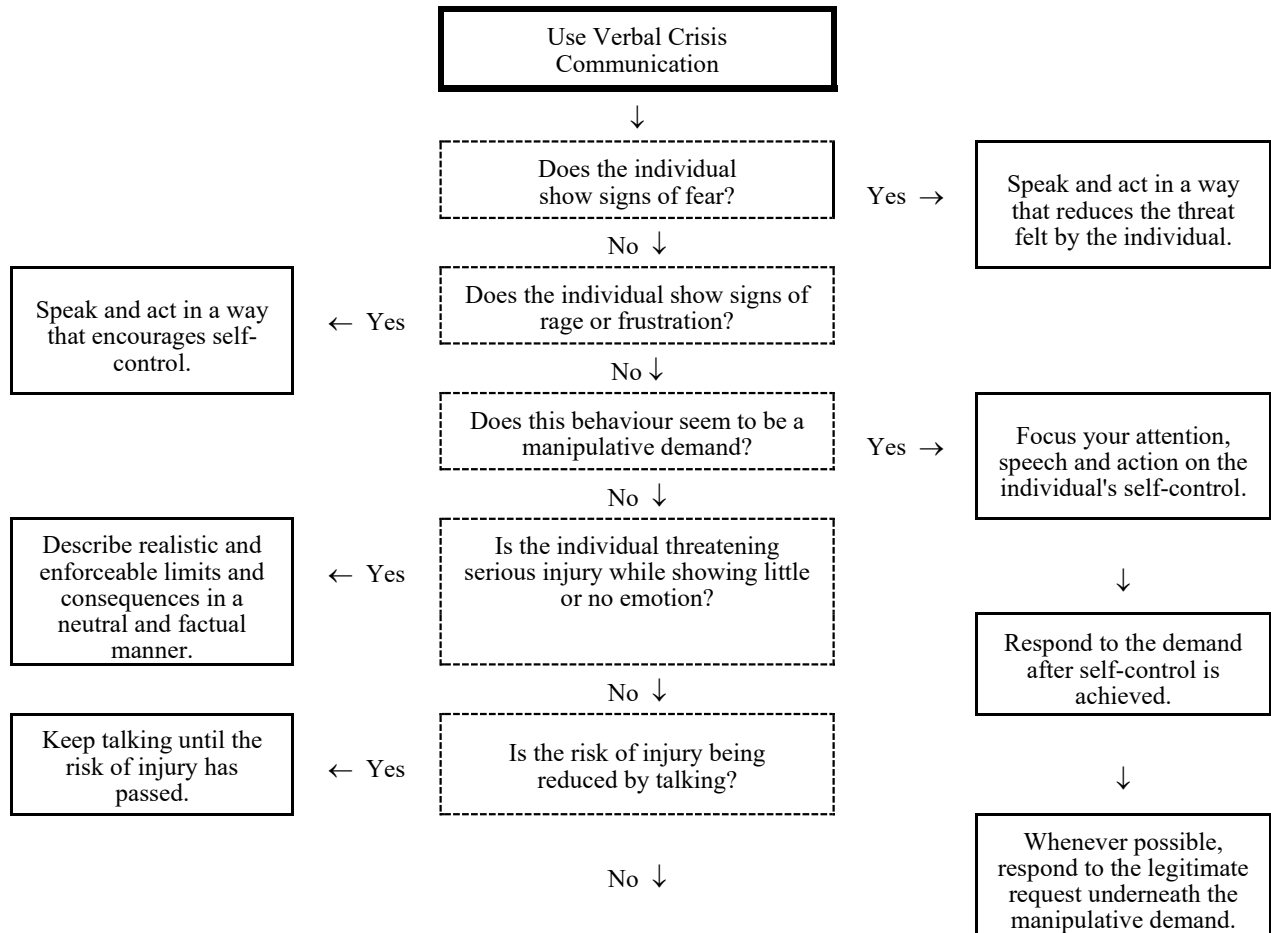 Use Verbal Crisis
Communication
↓
Does the individual
show signs of fear?
Yes →
Speak and act in a way
that reduces the threat
felt by the individual.
No ↓
Does the individual show signs of
rage or frustration?
← Yes
Speak and act in a way
that encourages self-
control.
No ↓
Does this behaviour seem to be a
manipulative demand?
Yes →
Focus your attention,
speech and action on the
individual's self-control.
No ↓
Is the individual threatening
serious injury while showing little
or no emotion?
← Yes
Describe realistic and
enforceable limits and
consequences in a
neutral and factual
manner.
↓
Respond to the demand
after self-control is
achieved.
No ↓
Is the risk of injury being
reduced by talking?
← Yes
Keep talking until the
risk of injury has
passed.
↓
Whenever possible,
respond to the legitimate
request underneath the
manipulative demand.
No ↓